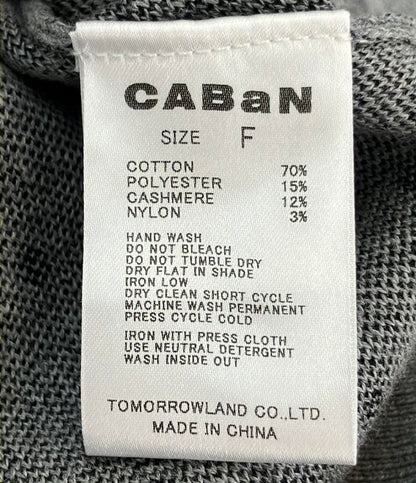 CABaN
SIZE F
COTTON 70%
POLYESTER 15%
CASHMERE 12%
NYLON 3%
HAND WASH
DO NOT BLEACH
DO NOT TUMBLE DRY
DRY FLAT IN SHADE
IRON LOW
DRY CLEAN SHORT CYCLE
MACHINE WASH PERMANENT
PRESS CYCLE COLD
IRON WITH PRESS CLOTH
USE NEUTRAL DETERGENT
WASH INSIDE OUT
TOMORROWLAND CO.,LTD.
MADE IN CHINA